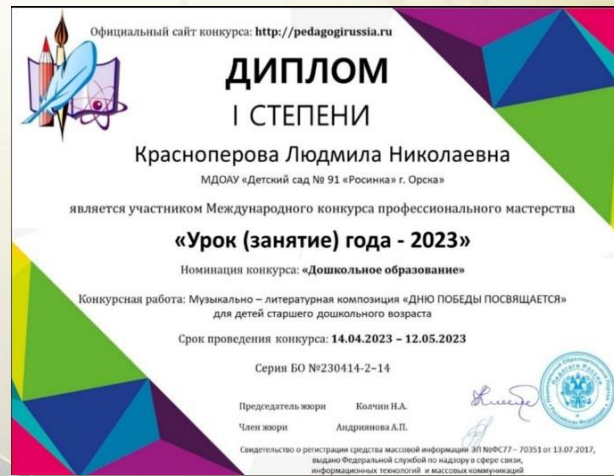 Официальный сайт конкурса: http://pedagogirussia.ru
ДИПЛОМ
I СТЕПЕНИ
Красноперова Людмила Николаевна
МДОАУ «Детский сад № 91 «Росинка» г. Орска»
является участником Международного конкурса профессионального мастерства
«Урок (занятие) года - 2023»
Номинация конкурса: «Дошкольное образование»
Конкурсная работа: Музыкально – литературная композиция «ДНЮ ПОБЕДЫ ПОСВЯЩАЕТСЯ»
для детей старшего дошкольного возраста
Срок проведения конкурса: 14.04.2023 – 12.05.2023
Серия БО №230414-2–14
Председатель жюри Колчин Н.А.
Член жюри Андриянова А.П.
Свидетельство о регистрации средства массовой информации ЭЛ №ФС77 – 70351 от 13.07.2017,
выдано Федеральной службой по надзору в сфере связи,
информационных технологий и массовых коммуникаций